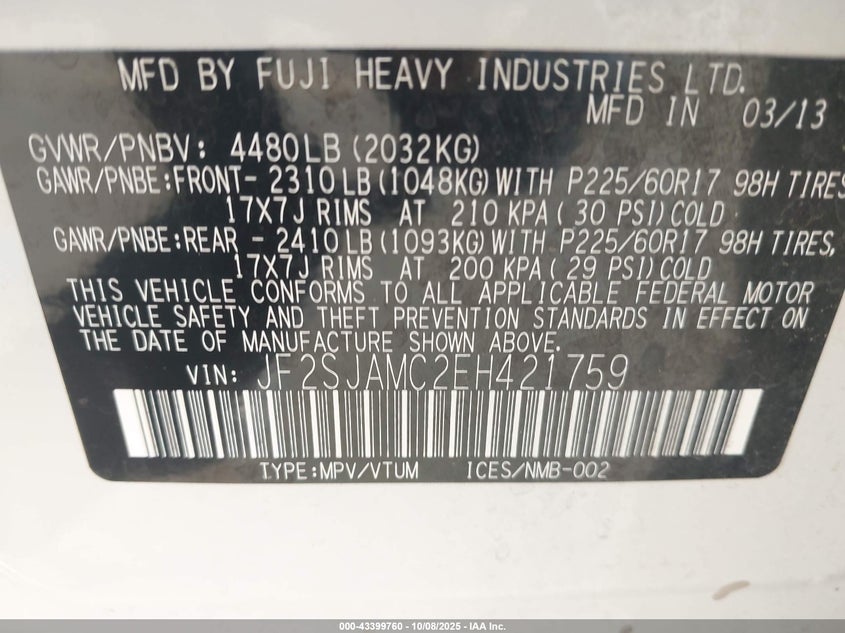 MFD BY FUJI HEAVY INDUSTRIES LTD.
MFD IN 03/13
GVWR/PNBV: 4480LB (2032KG)
GAWR/PNBE:FRONT- 2310 LB (1048KG) WITH P225/60R17 98H TIRES
17X7J RIMS AT 210 KPA ( 30 PSI) COLD
GAWR/PNBE:REAR - 2410 LB (1093KG) WITH P225/60R17 98H TIRES,
17X7J RIMS AT 200 KPA ( 29 PSI) COLD
THIS VEHICLE CONFORMS TO ALL APPLICABLE FEDERAL MOTOR
VEHICLE SAFETY AND THEFT PREVENTION STANDARDS IN EFFECT ON
THE DATE OF MANUFACTURE SHOWN ABOVE.
VIN: JF2SJAMC2EH421759
TYPE:MPV/VTUM ICES/NMB-002
000-43399760 - 10/08/2025 - IAA Inc.